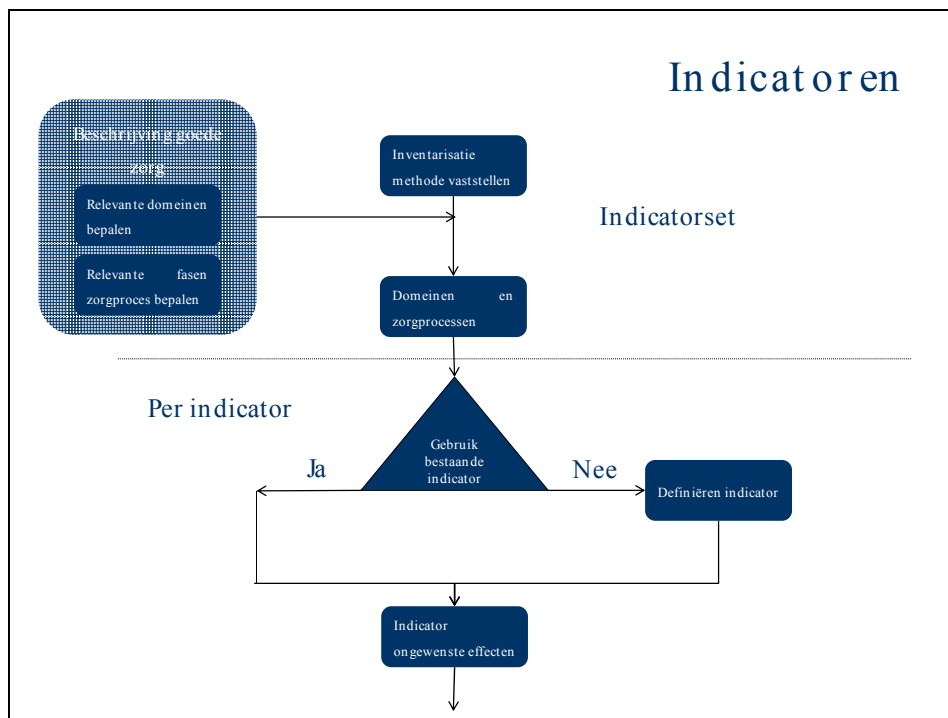 Indicatoren
Beschrijving goede
zorg
Relevante domeinen
bepalen
Relevante fasen
zorgproces bepalen
Inventarisatie
methode vaststellen
Indicatorset
Domeinen en
zorgprocessen
Per indicator
Gebruik
bestaande
indicator
Ja
Nee
Definiëren indicator
Indicator
ongewenste effecten